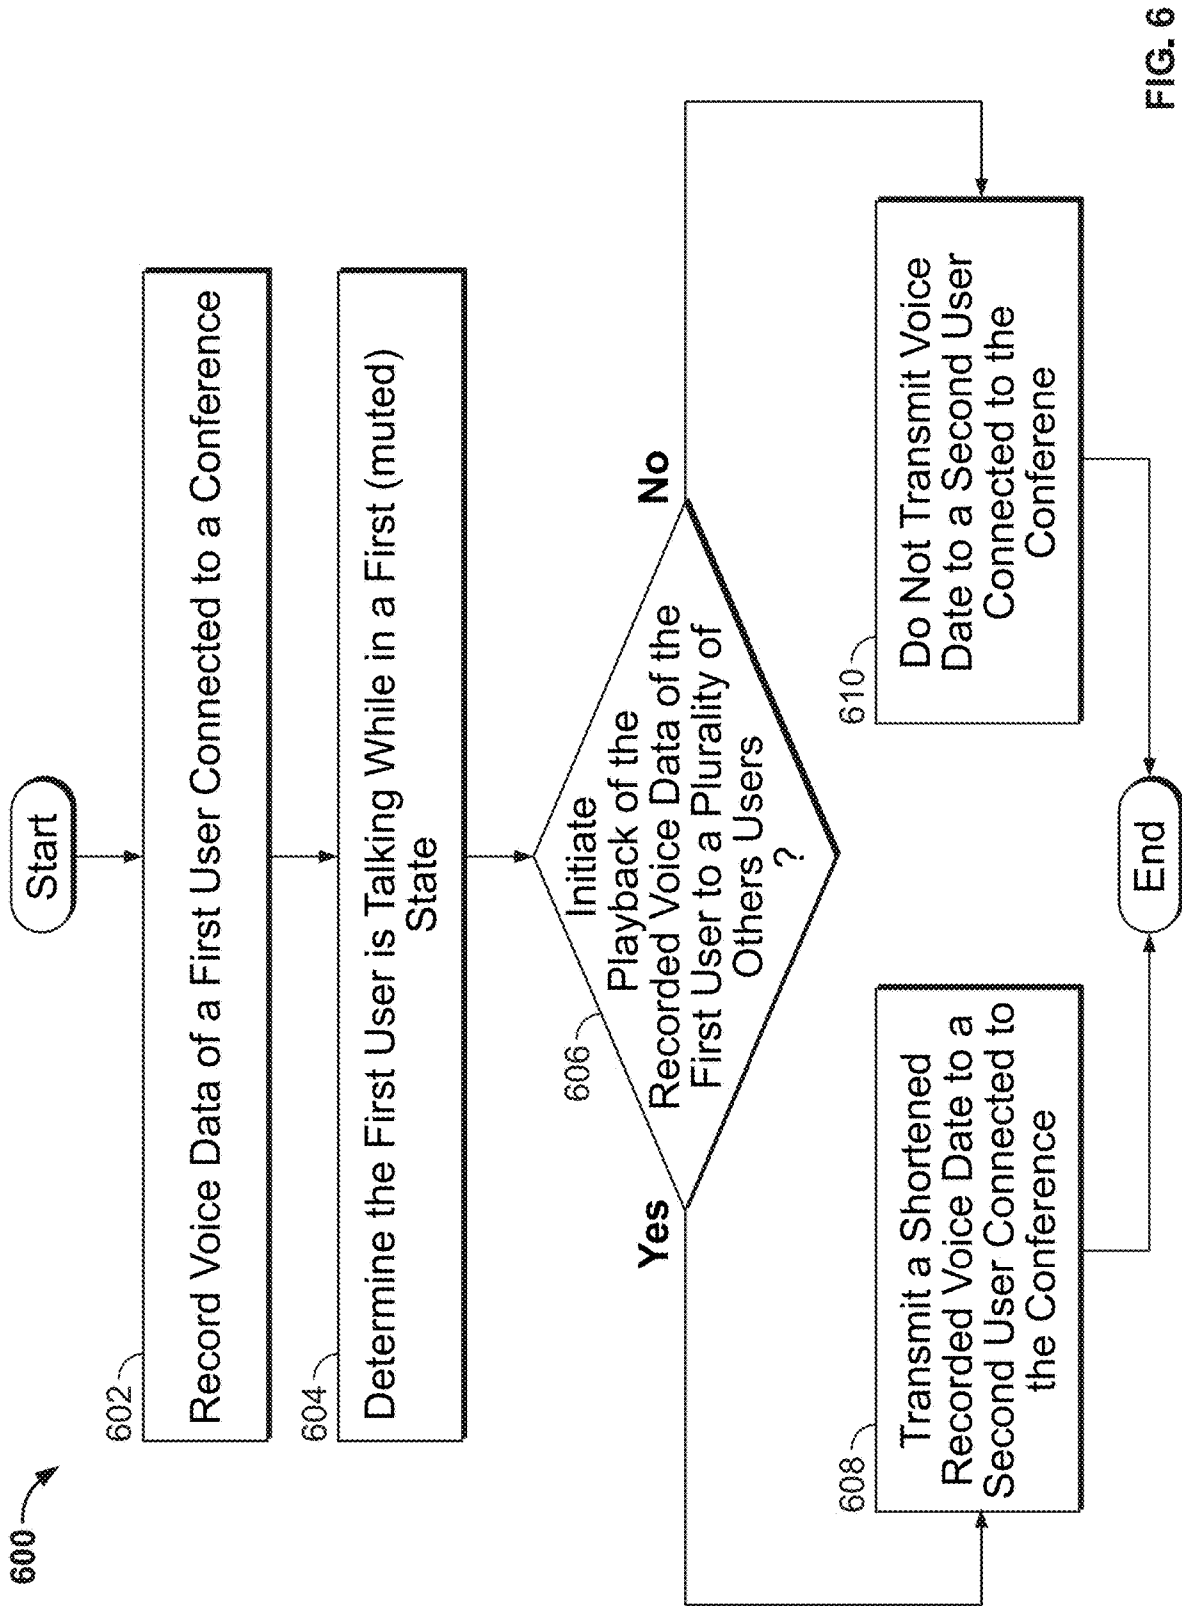 600
Start
602
Record Voice Data of a First User Connected to a Conference
604
Determine the First User is Talking While in a First (muted)
State
606
Initiate
Playback of the
Recorded Voice Data of the
First User to a Plurality of
Others Users
?
Yes
No
608
Transmit a Shortened
Recorded Voice Date to a
Second User Connected to
the Conference
610
Do Not Transmit Voice
Date to a Second User
Connected to the
Conferene
End
FIG. 6